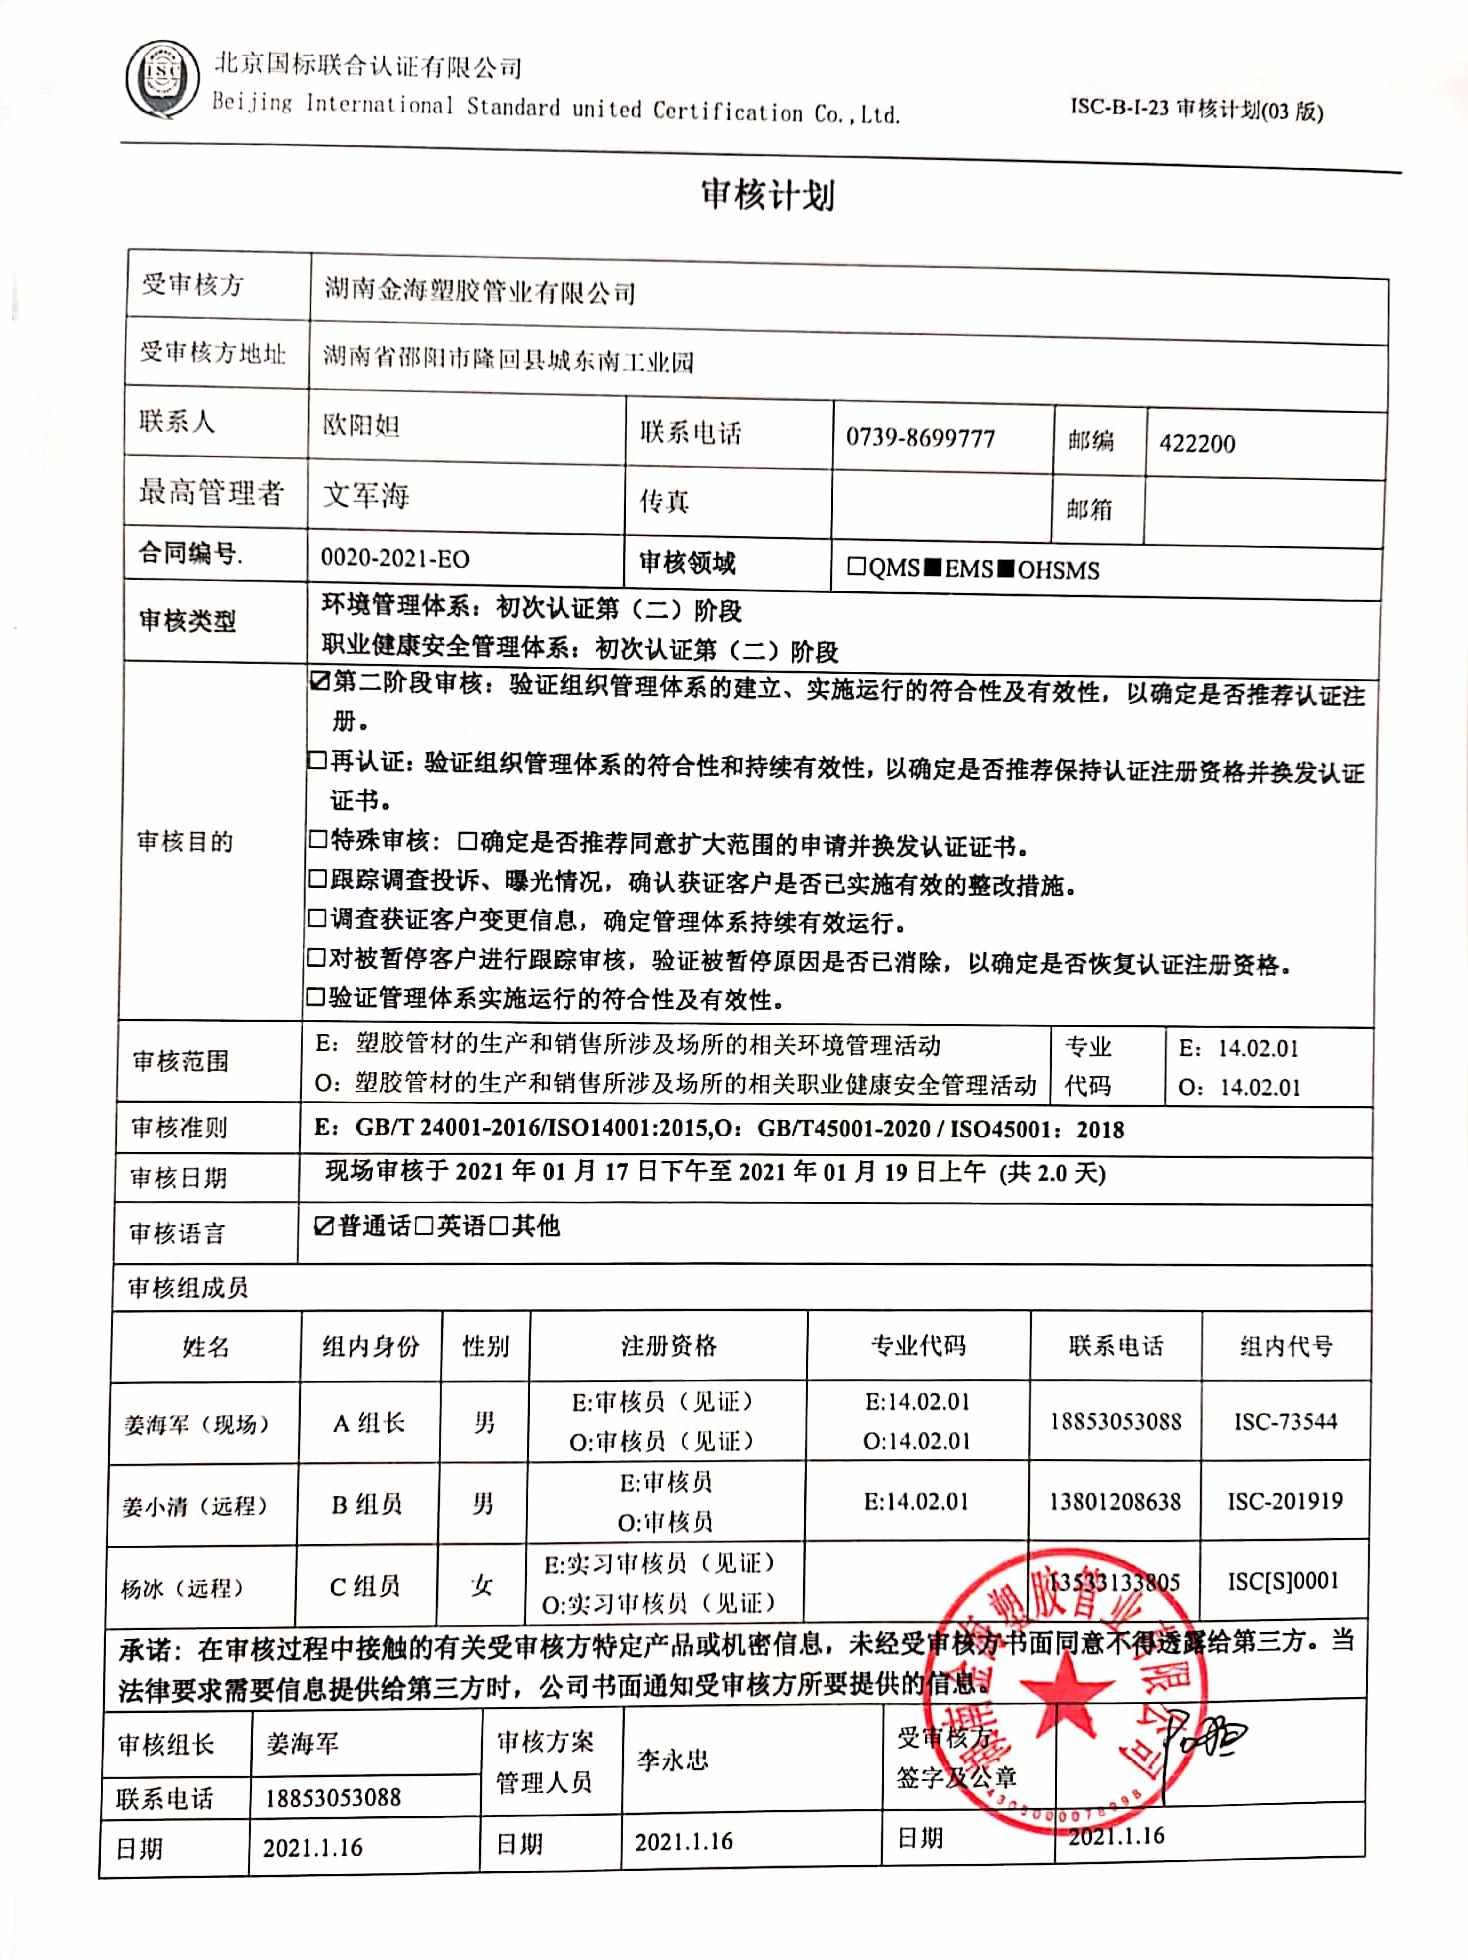 ISC
北京国标联合认证有限公司
Beijing International Standard united Certification Co.,Ltd.
ISC-B-I-23 审核计划(03 版)
审核计划
受审核方 湖南金海塑胶管业有限公司
受审核方地址 湖南省邵阳市隆回县城东南工业园
联系人 欧阳妲 联系电话 0739-8699777 邮编 422200
最高管理者 文军海 传真 邮箱
合同编号. 0020-2021-EO 审核领域 □QMS■EMS■OHSMS
审核类型 环境管理体系：初次认证第（二）阶段
职业健康安全管理体系：初次认证第（二）阶段
审核目的
☑第二阶段审核：验证组织管理体系的建立、实施运行的符合性及有效性，以确定是否推荐认证注
册。
□再认证：验证组织管理体系的符合性和持续有效性，以确定是否推荐保持认证注册资格并换发认证
证书。
□特殊审核：□确定是否推荐同意扩大范围的申请并换发认证证书。
□跟踪调查投诉、曝光情况，确认获证客户是否已实施有效的整改措施。
□调查获证客户变更信息，确定管理体系持续有效运行。
□对被暂停客户进行跟踪审核，验证被暂停原因是否已消除，以确定是否恢复认证注册资格。
□验证管理体系实施运行的符合性及有效性。
审核范围
E：塑胶管材的生产和销售所涉及场所的相关环境管理活动 专业 E：14.02.01
O：塑胶管材的生产和销售所涉及场所的相关职业健康安全管理活动 代码 O：14.02.01
审核准则 E：GB/T 24001-2016/ISO14001:2015,O：GB/T45001-2020 / ISO45001：2018
审核日期 现场审核于 2021 年 01 月 17 日下午至 2021 年 01 月 19 日上午 (共 2.0 天)
审核语言 ☑普通话□英语□其他
审核组成员
姓名 组内身份 性别 注册资格 专业代码 联系电话 组内代号
姜海军（现场） A 组长 男 E:审核员（见证） E:14.02.01 18853053088 ISC-73544
O:审核员（见证） O:14.02.01
姜小清（远程） B 组员 男 E:审核员 E:14.02.01 13801208638 ISC-201919
O:审核员
杨冰（远程） C 组员 女 E:实习审核员（见证） 13533133805 ISC[S]0001
O:实习审核员（见证）
承诺：在审核过程中接触的有关受审核方特定产品或机密信息，未经受审核方书面同意不得透露给第三方。当
法律要求需要信息提供给第三方时，公司书面通知受审核方所要提供的信息。
审核组长 姜海军 审核方案 李永忠 受审核方
管理人员 签字及公章
联系电话 18853053088
日期 2021.1.16 日期 2021.1.16 日期 2021.1.16
湖南金海塑胶管业有限公司